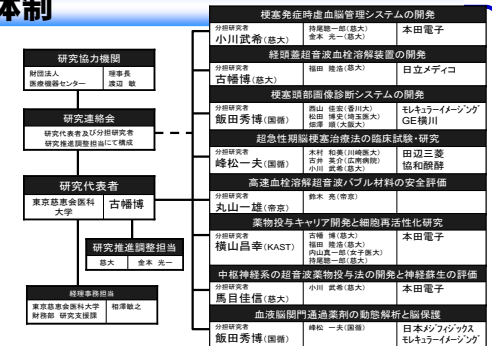 体制
研究協力機関
財団法人
医療機器センター
理事長
渡辺 敏
研究連絡会
研究代表者及び分担研究者
研究推進調整担当にて構成
研究代表者
東京慈恵会医科
大学
古幡博
研究推進調整担当
慈大
金本 光一
経理事務担当
東京慈恵会医科大学
財務部 研究支援課
相澤敏之
梗塞発症時虚血脳管理システムの開発
分担研究者
小川武希(慈大)
持尾聰一郎(慈大)
金本 光一(慈大)
本田電子
経頭蓋超音波血栓溶解装置の開発
分担研究者
古幡博(慈大)
福田 隆浩(慈大)
日立メディコ
梗塞頭部画像診断システムの開発
分担研究者
飯田秀博(国循)
西山 佳宏(香川大)
松田 博史(埼玉医大)
畑澤 順(大阪大)
モレキュラーイメージング
GE横川
超急性期脳梗塞治療法の臨床試験・研究
分担研究者
峰松一夫(国循)
木村 和美(川崎医大)
古井 英介(広南病院)
小川 武希(慈大)
田辺三菱
協和醗酵
高速血栓溶解超音波バブル材料の安全評価
分担研究者
丸山一雄(帝京)
鈴木 亮(帝京)
薬物投与キャリア開発と細胞再活性化研究
分担研究者
横山昌幸(KAST)
古幡 博(慈大)
福田 隆浩(慈大)
内山真一郎(女子医大)
持尾聰一郎(慈大)
本田電子
中枢神経系の超音波薬物投与法の開発と神経蘇生の評価
分担研究者
馬目佳信(慈大)
小川 武希(慈大)
本田電子
血液脳関門通過薬剤の動態解析と脳保護
分担研究者
飯田秀博(国循)
峰松 一夫(国循)
日本メジフィジックス
モレキュラーイメージング